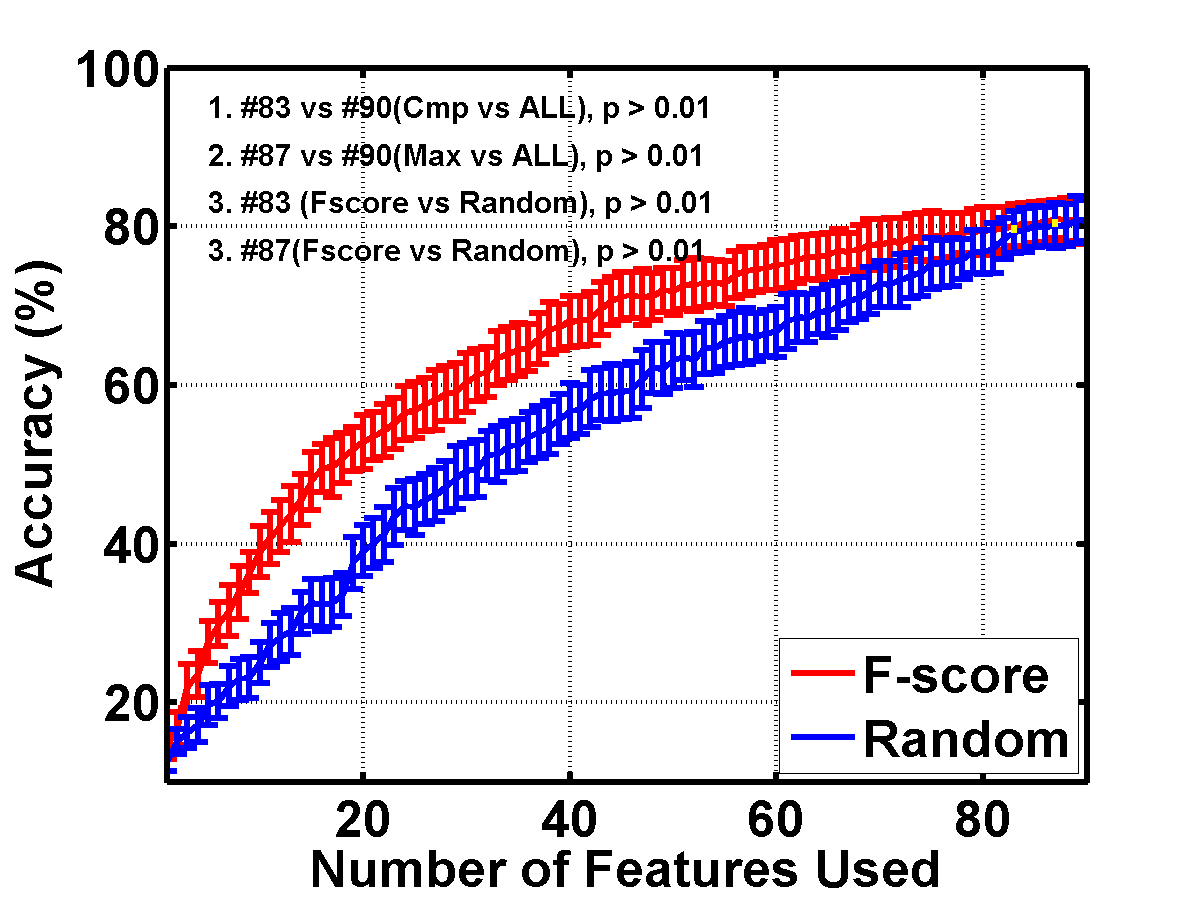 100
80
60
40
20
Accuracy (%)
1. #83 vs #90(Cmp vs ALL), p > 0.01
2. #87 vs #90(Max vs ALL), p > 0.01
3. #83 (Fscore vs Random), p > 0.01
3. #87(Fscore vs Random), p > 0.01
F-score
Random
20 40 60 80
Number of Features Used